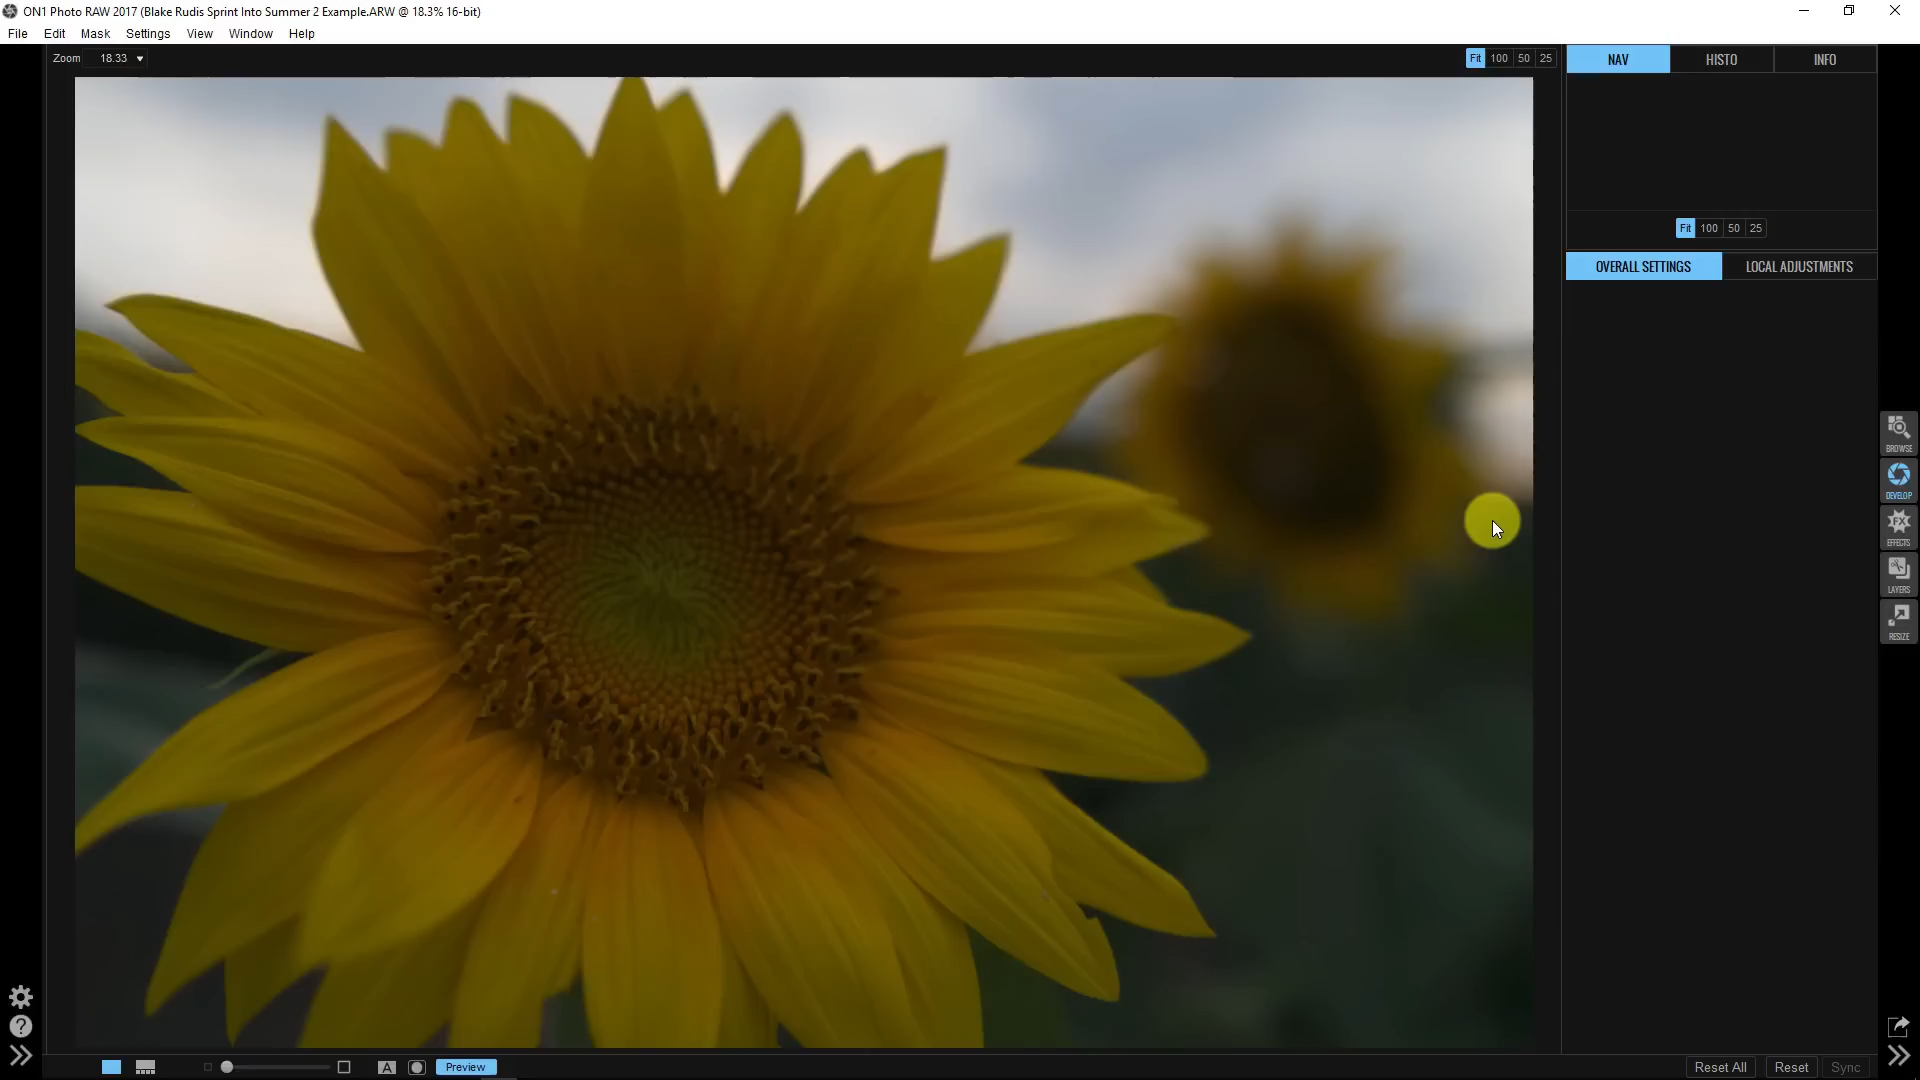 ON1 Photo RAW 2017 (Blake Rudis Sprint Into Summer 2 Example.ARW @ 18.3% 16-bit)
File Edit Mask Settings View Window Help
Zoom 18.33 Fit 100 50 25
NAV HISTO INFO
Fit 100 50 25
OVERALL SETTINGS LOCAL ADJUSTMENTS
BROWSE
DEVELOP
FX
EFFECTS
LAYERS
RESIZE
?
A Preview Reset All Reset Sync